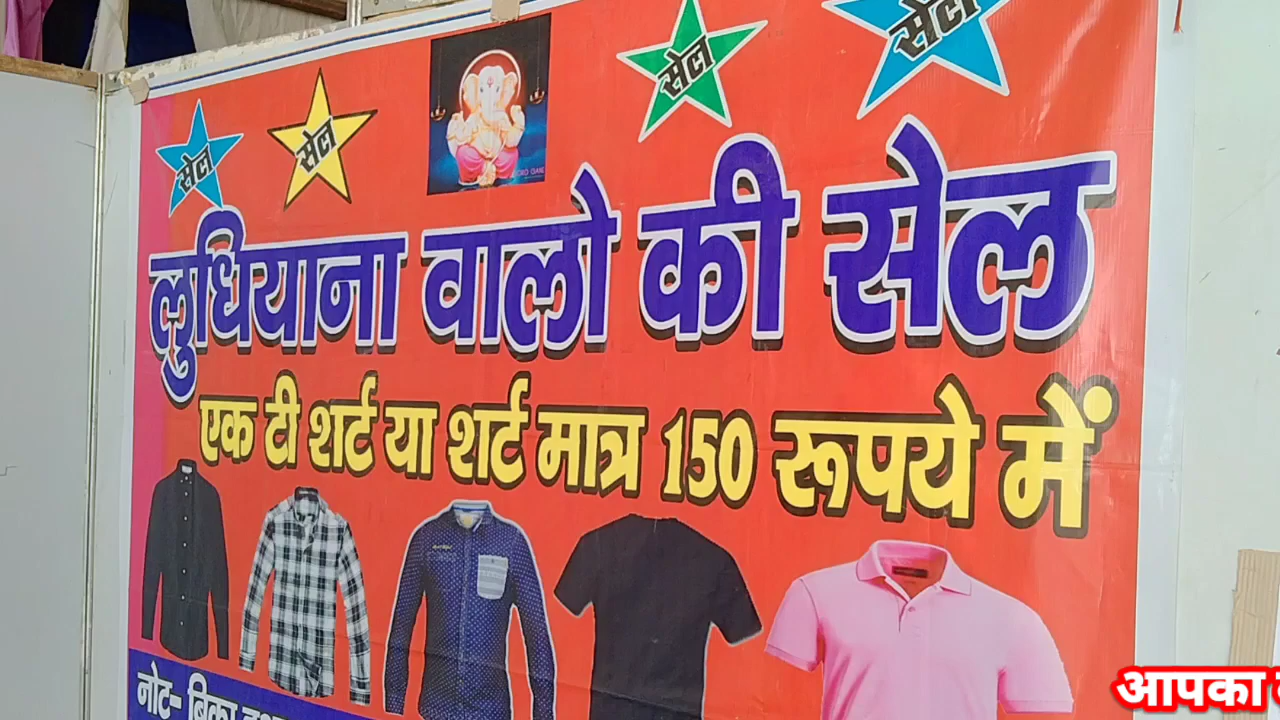 सेल सेल सेल सेल
लुधियाना वालो की सेल
एक टी शर्ट या शर्ट मात्र 150 रूपये में
नोट- बिका
आपका